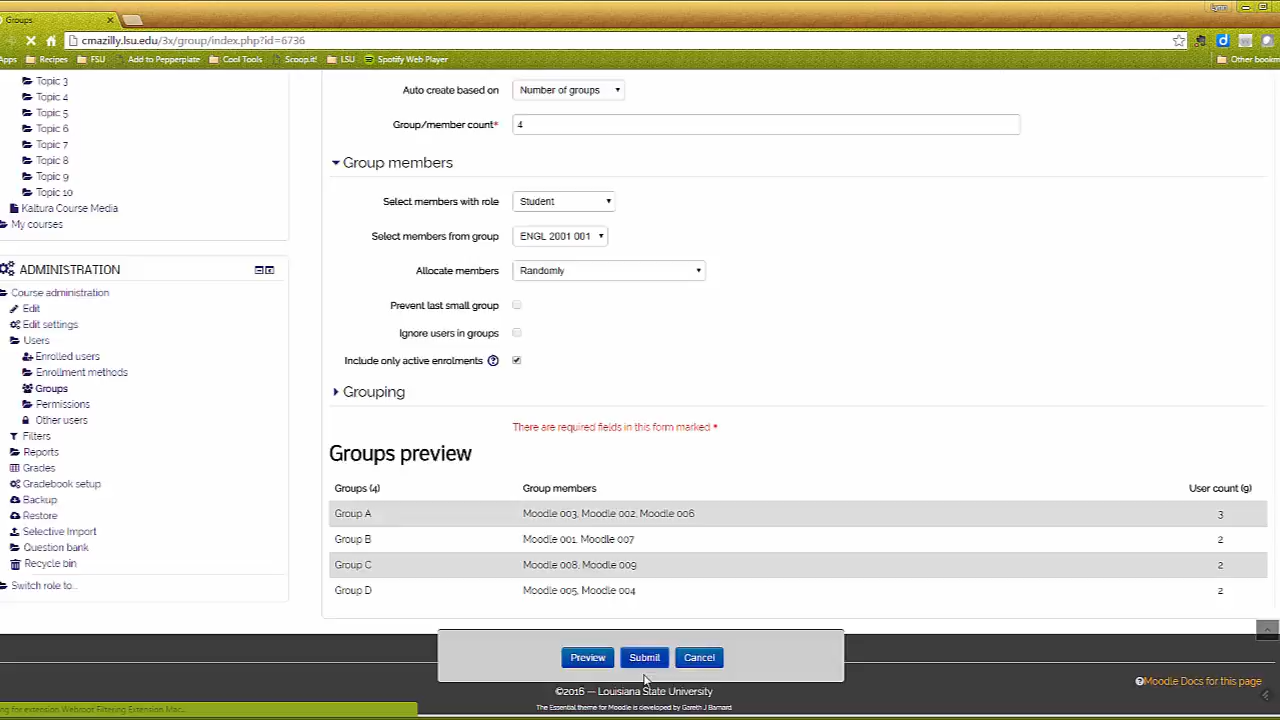 Groups
Lynn
cmazilly.lsu.edu/3x/group/index.php?id=6736
Apps Recipes FSU Add to Pepperplate Cool Tools Scoop.it! LSU Spotify Web Player
Topic 3
Topic 4
Topic 5
Topic 6
Topic 7
Topic 8
Topic 9
Topic 10
Kaltura Course Media
My courses
ADMINISTRATION
Course administration
Edit
Edit settings
Users
Enrolled users
Enrollment methods
Groups
Permissions
Other users
Filters
Reports
Grades
Gradebook setup
Backup
Restore
Selective Import
Question bank
Recycle bin
Switch role to...
Auto create based on Number of groups
Group/member count* 4
Group members
Select members with role Student
Select members from group ENGL 2001 001
Allocate members Randomly
Prevent last small group
Ignore users in groups
Include only active enrolments
Grouping
There are required fields in this form marked *
Groups preview
Groups (4) Group members User count (9)
Group A Moodle 003, Moodle 002, Moodle 006 3
Group B Moodle 001, Moodle 007 2
Group C Moodle 008, Moodle 009 2
Group D Moodle 005, Moodle 004 2
Preview Submit Cancel
©2016 — Louisiana State University
The Essential theme for Moodle is developed by Gareth J Barnard
Moodle Docs for this page
for extension Webroot Filtering Extension Mac...